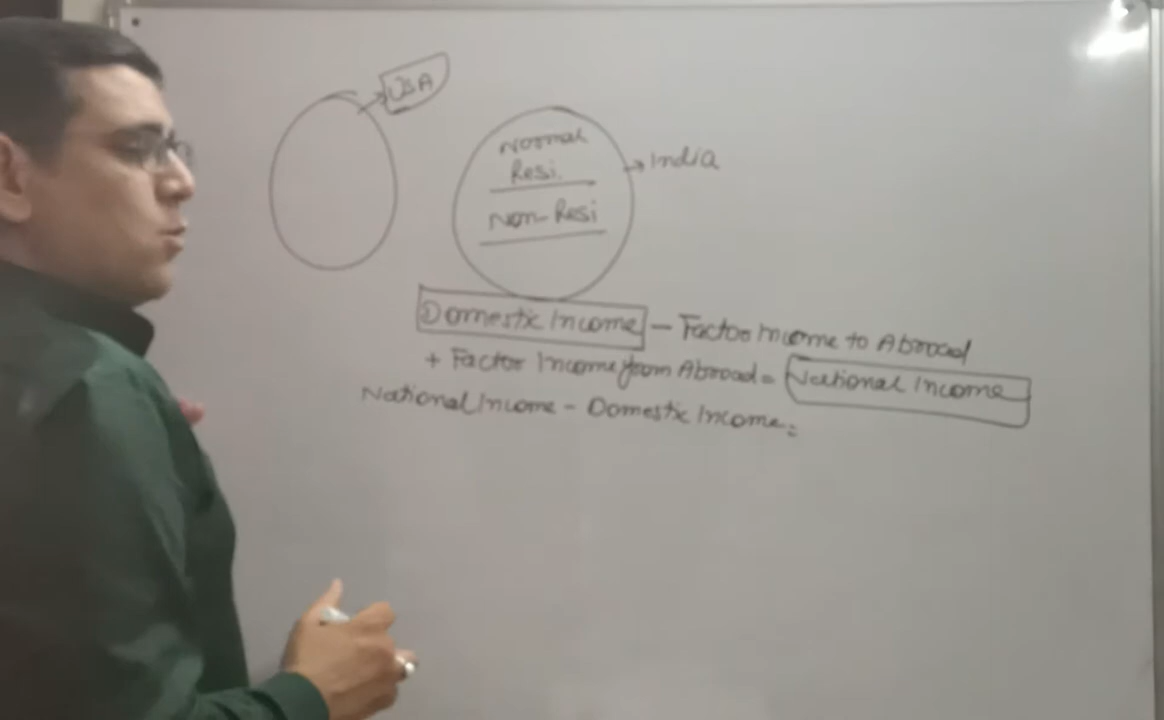 USA
Normal
Resi.
Non-Resi
→ India
Domestic Income - Factor Income to Abroad
+ Factor Income from Abroad = National Income
National Income - Domestic Income =